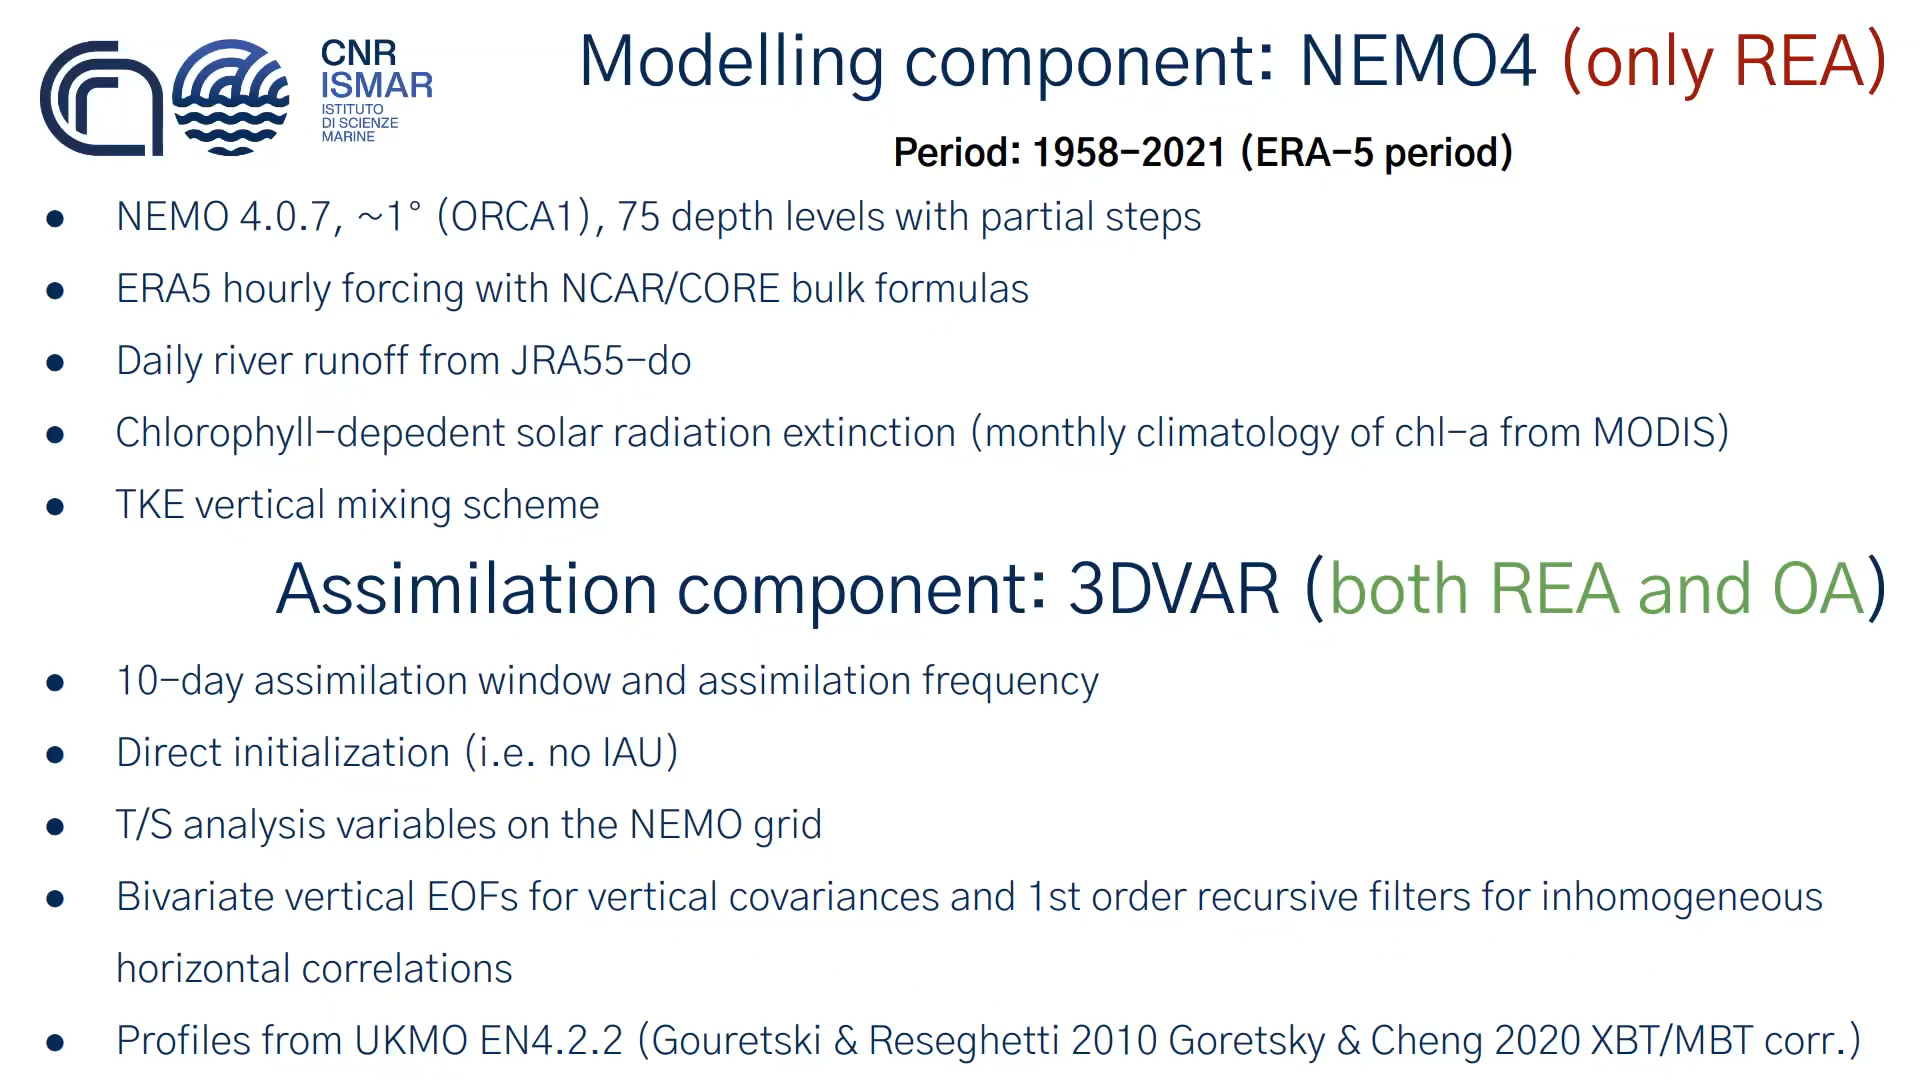 CNR
ISMAR
ISTITUTO
DI SCIENZE
MARINE
Modelling component: NEMO4 (only REA)
Period: 1958-2021 (ERA-5 period)
● NEMO 4.0.7, ~1° (ORCA1), 75 depth levels with partial steps
● ERA5 hourly forcing with NCAR/CORE bulk formulas
● Daily river runoff from JRA55-do
● Chlorophyll-depedent solar radiation extinction (monthly climatology of chl-a from MODIS)
● TKE vertical mixing scheme
Assimilation component: 3DVAR (both REA and OA)
● 10-day assimilation window and assimilation frequency
● Direct initialization (i.e. no IAU)
● T/S analysis variables on the NEMO grid
● Bivariate vertical EOFs for vertical covariances and 1st order recursive filters for inhomogeneous
horizontal correlations
● Profiles from UKMO EN4.2.2 (Gouretski & Reseghetti 2010 Goretsky & Cheng 2020 XBT/MBT corr.)